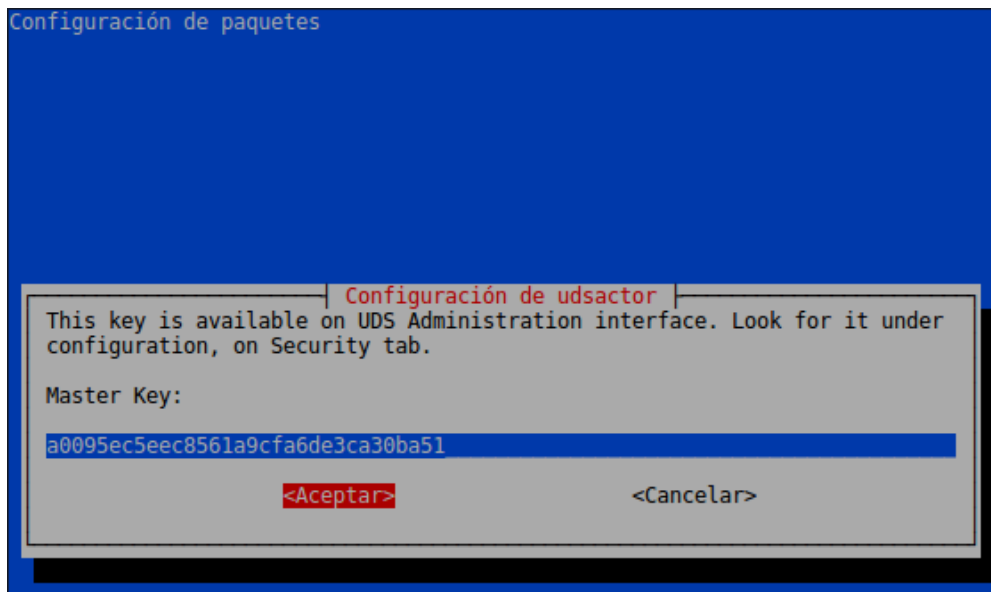 Configuración de paquetes
Configuración de udsactor
This key is available on UDS Administration interface. Look for it under
configuration, on Security tab.
Master Key:
a0095ec5eec8561a9cfa6de3ca30ba51
<Aceptar> <Cancelar>